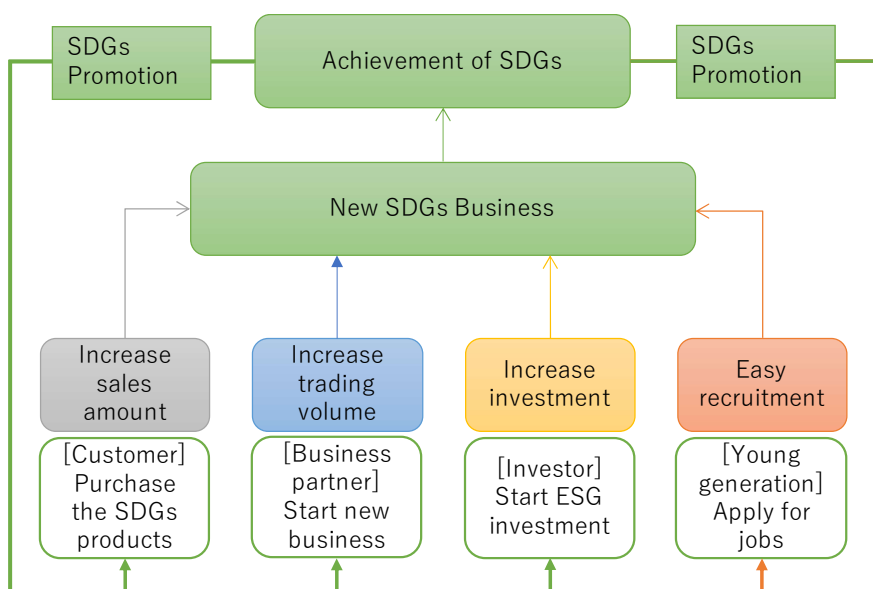 SDGs
Promotion
Achievement of SDGs
SDGs
Promotion
New SDGs Business
Increase
sales
amount
Increase
trading
volume
Increase
investment
Easy
recruitment
[Customer]
Purchase
the SDGs
products
[Business
partner]
Start new
business
[Investor]
Start ESG
investment
[Young
generation]
Apply for
jobs